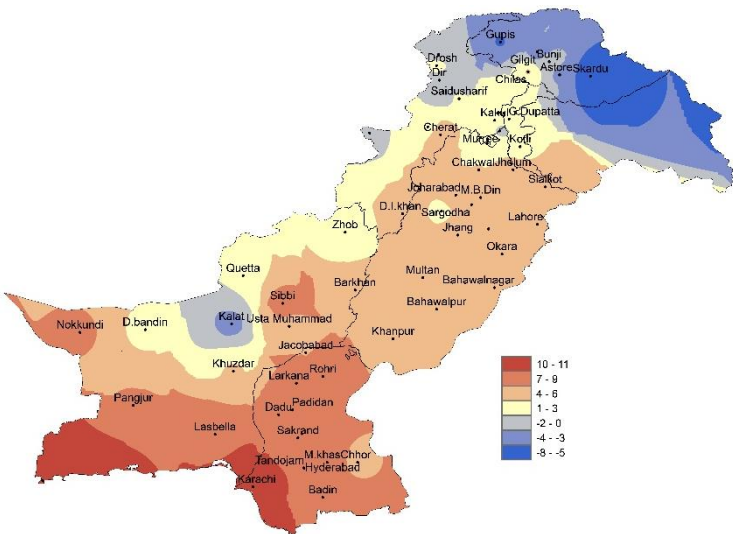 Gupis
Drosh
Bunji
Gilgit
Dir
Astore
Skardu
Chilas
Saidusharif
Kakul
G.Dupatta
Cherat
Kotli
Chakwal
Jhelum
Sialkot
Joharabad
M.B.Din
D.I.khan
Sargodha
Lahore
Zhob
Jhang
Okara
Quetta
Multan
Barkhan
Bahawalnagar
Sibbi
Bahawalpur
Nokkundi
D.bandin
Kalat
Usta Muhammad
Khanpur
Jacobabad
Khuzdar
Rohri
Larkana
Pangjur
Dadu
Padidan
Lasbella
Sakrand
M.khas
Chhor
Tandojam
Hyderabad
Karachi
Badin
10 - 11
7 - 9
4 - 6
1 - 3
-2 - 0
-4 - -3
-8 - -5